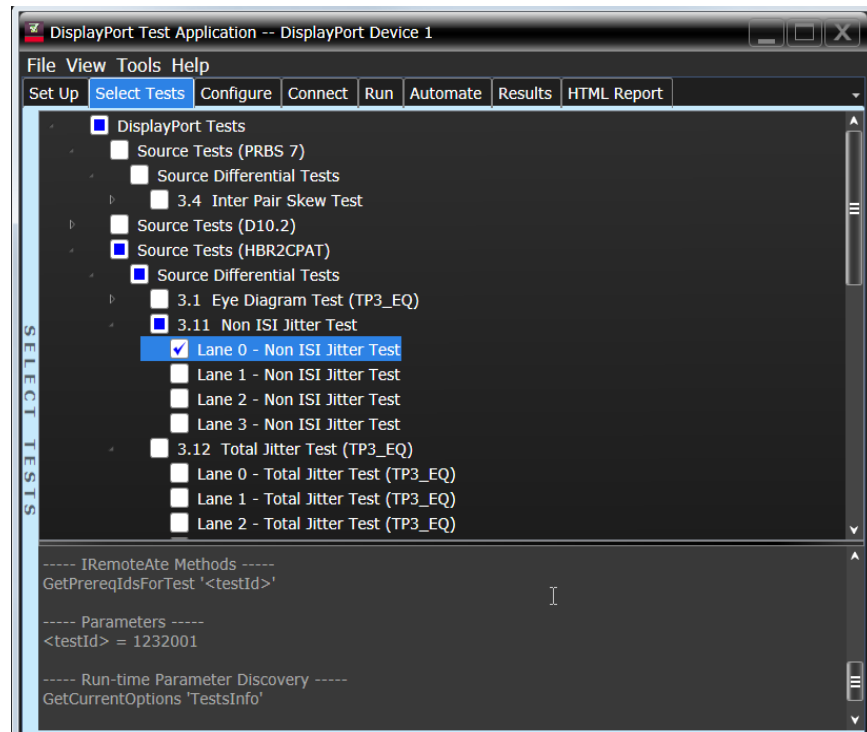 DisplayPort Test Application -- DisplayPort Device 1
File View Tools Help
Set Up Select Tests Configure Connect Run Automate Results HTML Report
DisplayPort Tests
Source Tests (PRBS 7)
Source Differential Tests
3.4 Inter Pair Skew Test
Source Tests (D10.2)
Source Tests (HBR2CPAT)
Source Differential Tests
3.1 Eye Diagram Test (TP3_EQ)
3.11 Non ISI Jitter Test
Lane 0 - Non ISI Jitter Test
Lane 1 - Non ISI Jitter Test
Lane 2 - Non ISI Jitter Test
Lane 3 - Non ISI Jitter Test
3.12 Total Jitter Test (TP3_EQ)
Lane 0 - Total Jitter Test (TP3_EQ)
Lane 1 - Total Jitter Test (TP3_EQ)
Lane 2 - Total Jitter Test (TP3_EQ)
SELECT TESTS
----- IRemoteAte Methods -----
GetPrereqIdsForTest '<testId>'
----- Parameters -----
<testId> = 1232001
----- Run-time Parameter Discovery -----
GetCurrentOptions 'TestsInfo'